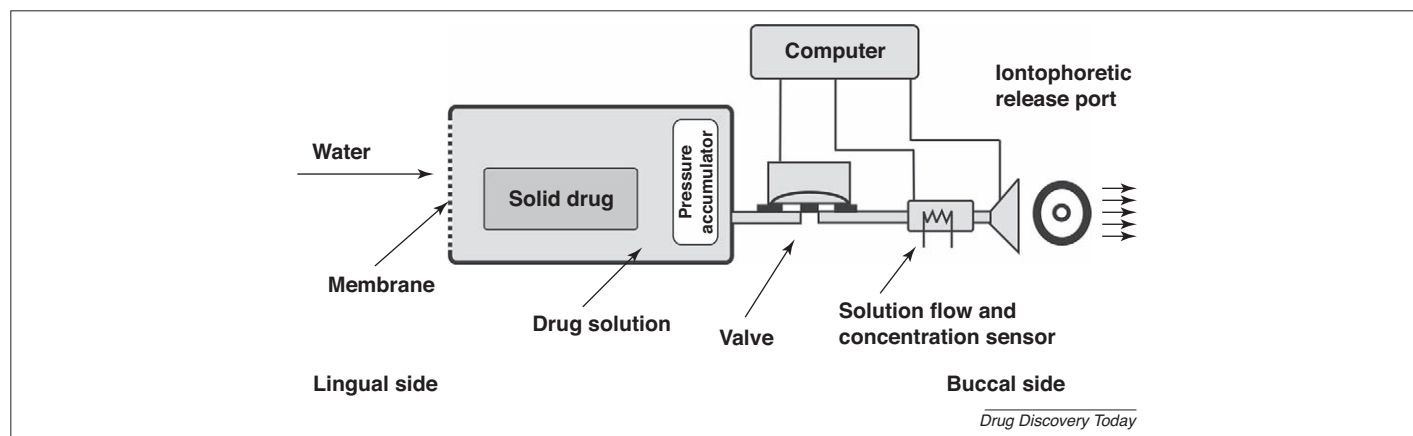 Computer
Iontophoretic
release port
Water
Solid drug
Pressure
accumulator
Membrane
Drug solution
Valve
Solution flow and
concentration sensor
Lingual side
Buccal side
Drug Discovery Today